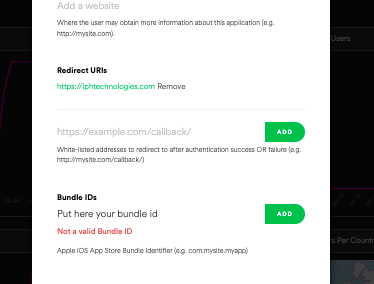 Add a website
Where the user may obtain more information about this application (e.g.
http://mysite.com).
Users
Redirect URIs
https://iphtechnologies.com Remove
https://example.com/callback/
ADD
White-listed addresses to redirect to after authentication success OR failure (e.g.
http://mysite.com/callback/)
Bundle IDs
Put here your bundle id
ADD
Not a valid Bundle ID
s Per Countr
Apple iOS App Store Bundle Identifier (e.g. com.mysite.myapp)